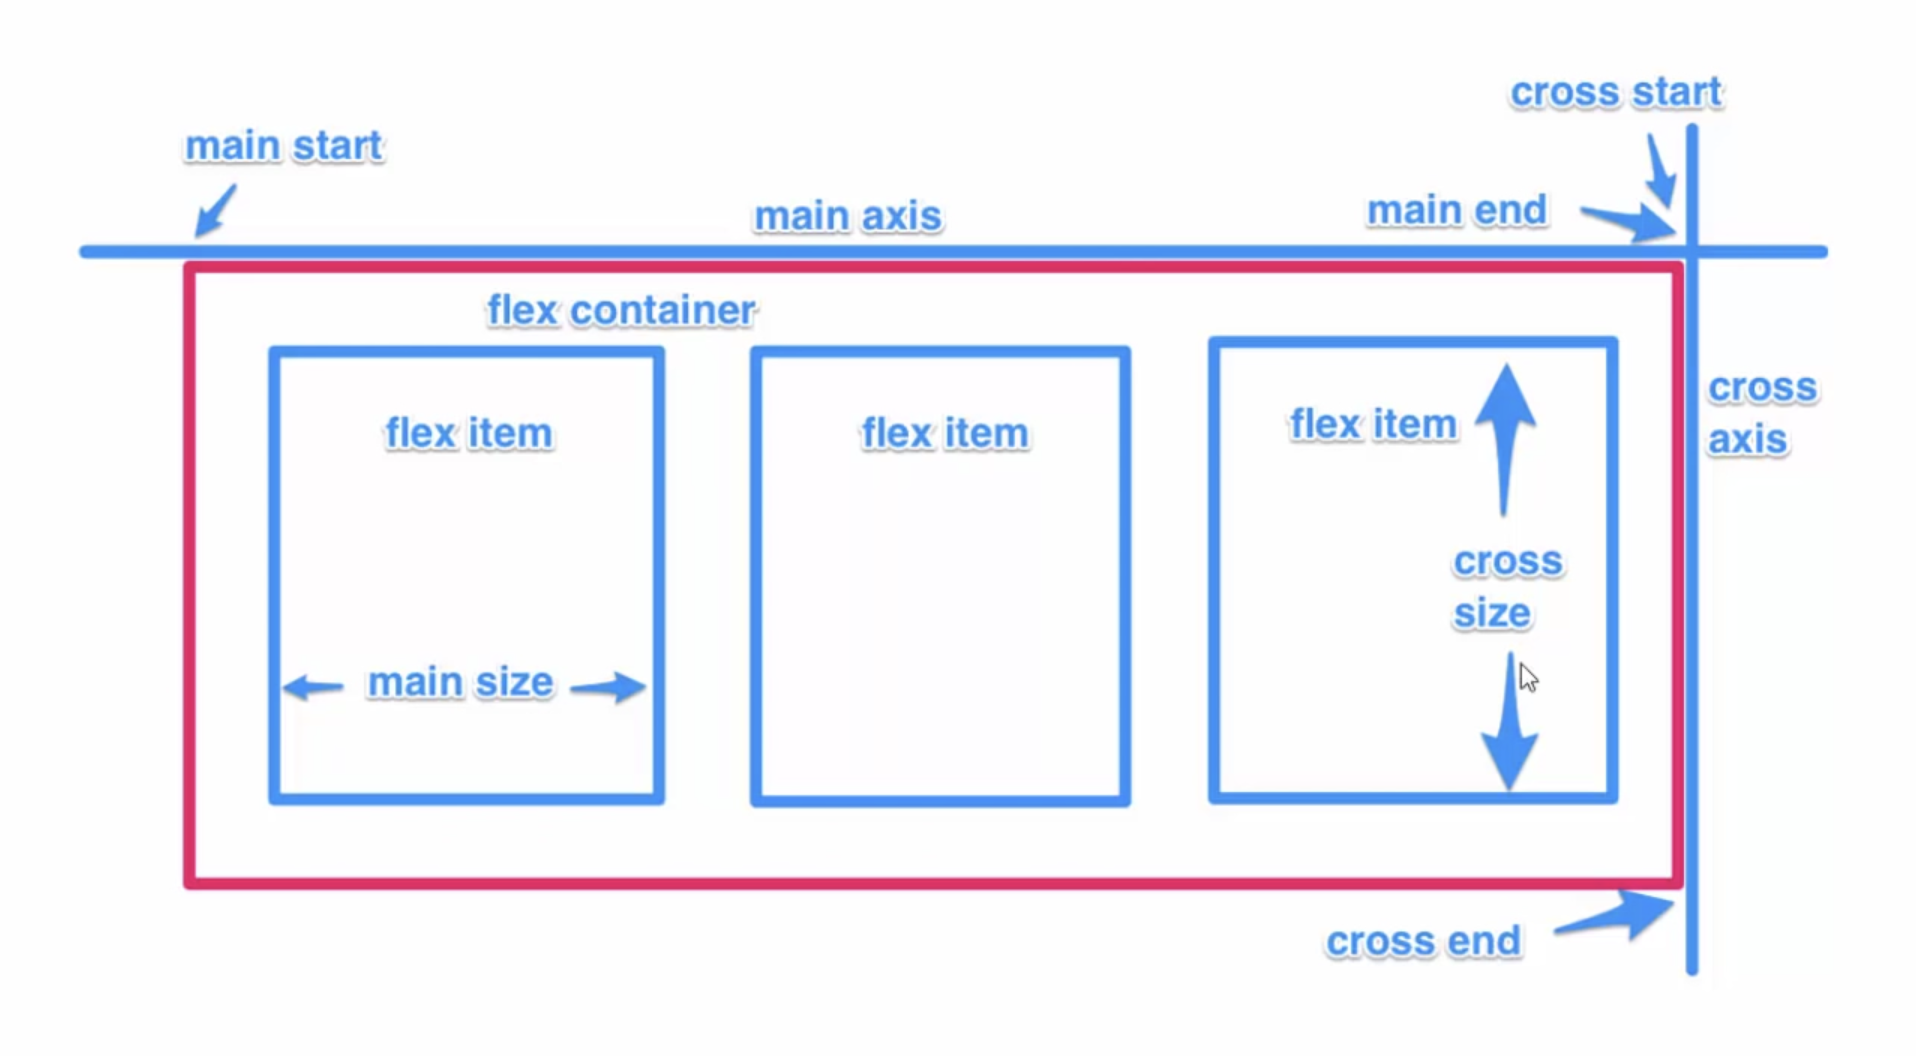 cross start
main start
main axis
main end
flex container
cross
axis
flex item
flex item
flex item
cross
size
main size
cross end